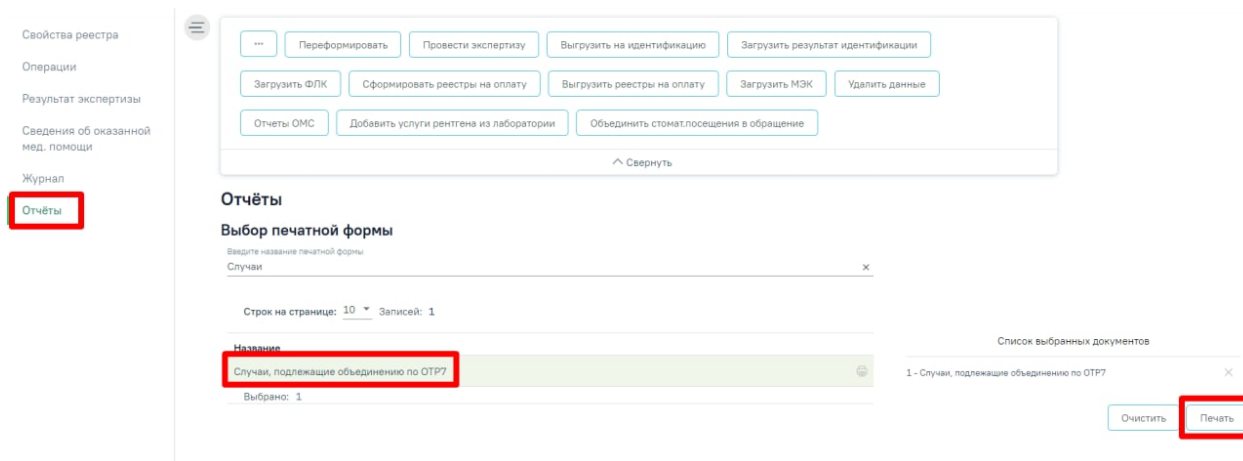 Свойства реестра
Операции
Результат экспертизы
Сведения об оказанной
мед. помощи
Журнал
Отчёты
... Переформировать Провести экспертизу Выгрузить на идентификацию Загрузить результат идентификации
Загрузить ФЛК Сформировать реестры на оплату Выгрузить реестры на оплату Загрузить МЭК Удалить данные
Отчеты ОМС Добавить услуги рентгена из лаборатории Объединить стомат.посещения в обращение
Свернуть
Отчёты
Выбор печатной формы
Введите название печатной формы
Случаи
Строк на странице: 10 Записей: 1
Название
Случаи, подлежащие объединению по ОТР7
Выбрано: 1
Список выбранных документов
1 - Случаи, подлежащие объединению по ОТР7
Очистить Печать